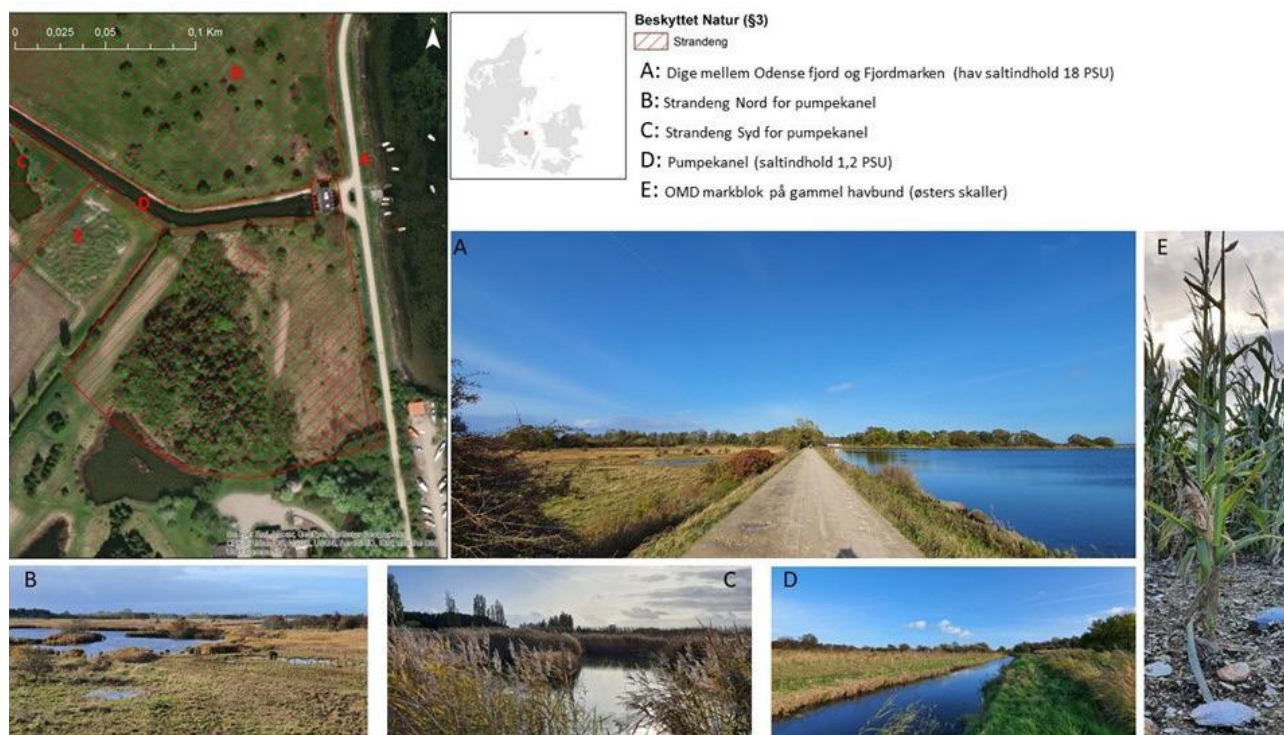 0 0,025 0,05 0,1 Km
N
B
A
C
D
E
Beskyttet Natur (§3)
Strandeng
A: Dige mellem Odense fjord og Fjordmarken (hav saltindhold 18 PSU)
B: Strandeng Nord for pumpekanel
C: Strandeng Syd for pumpekanel
D: Pumpekanel (saltindhold 1,2 PSU)
E: OMD markblok på gammel havbund (østers skaller)
A
E
B
C
D